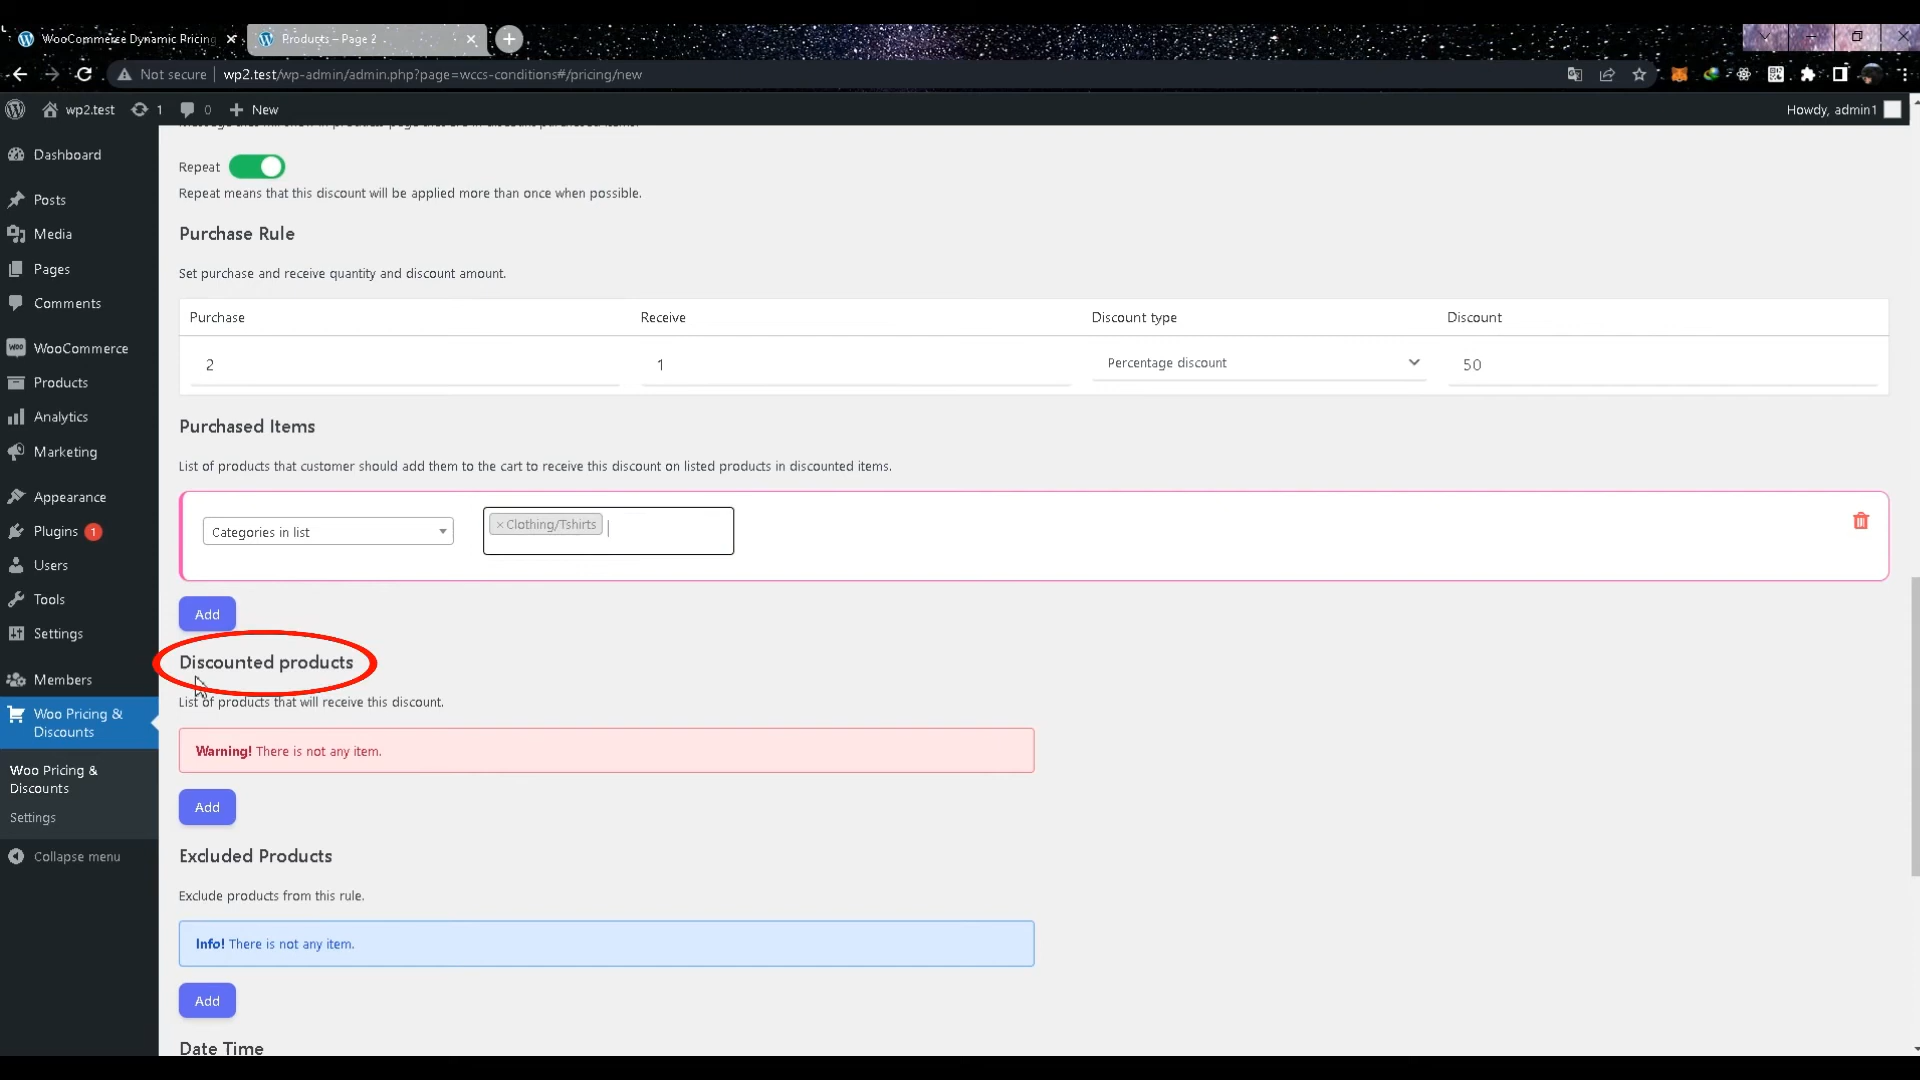 WooCommerce Dynamic Pricing
Products – Page 2
Not secure
wp2.test/wp-admin/admin.php?page=wccs-conditions#/pricing/new
wp2.test
1
0
New
Howdy, admin1
Dashboard
Posts
Media
Pages
Comments
WooCommerce
Products
Analytics
Marketing
Appearance
Plugins 1
Users
Tools
Settings
Members
Woo Pricing &
Discounts
Woo Pricing &
Discounts
Settings
Collapse menu
Repeat
Repeat means that this discount will be applied more than once when possible.
Purchase Rule
Set purchase and receive quantity and discount amount.
Purchase Receive Discount type Discount
2 1 Percentage discount 50
Purchased Items
List of products that customer should add them to the cart to receive this discount on listed products in discounted items.
Categories in list
×Clothing/Tshirts
Add
Discounted products
List of products that will receive this discount.
Warning! There is not any item.
Add
Excluded Products
Exclude products from this rule.
Info! There is not any item.
Add
Date Time